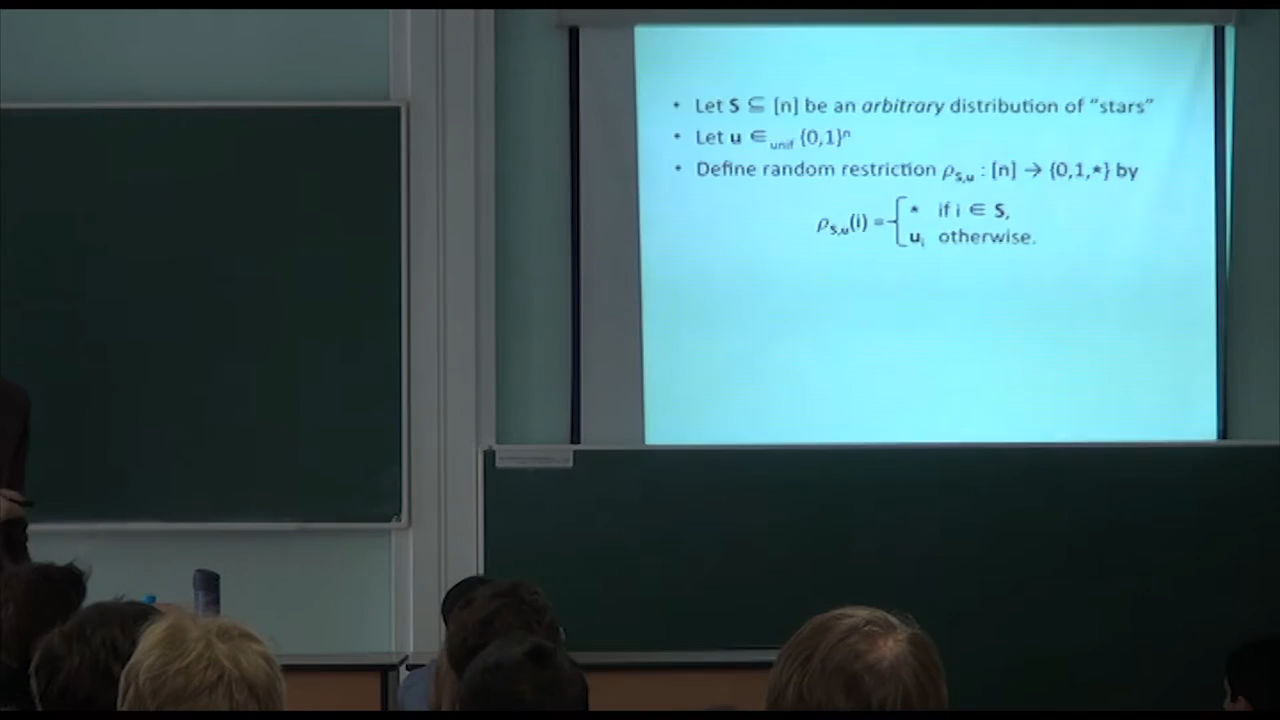 • Let S ⊆ [n] be an arbitrary distribution of “stars”
• Let u ∈unif {0,1}ⁿ
• Define random restriction ρS,u : [n] → {0,1,⋆} by
ρS,u(i) = { ⋆ if i ∈ S,
uᵢ otherwise.